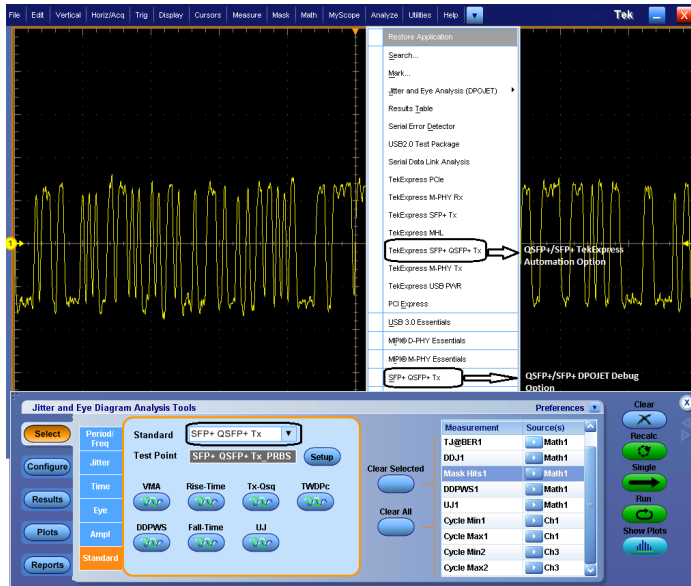 File Edit Vertical Horiz/Acq Trig Display Cursors Measure Mask Math MyScope Analyze Utilities Help Tek X
Restore Application
Search...
Mark...
Jitter and Eye Analysis (DPOJET)
Results Table
Serial Error Detector
USB2.0 Test Package
Serial Data Link Analysis
TekExpress PCIe
TekExpress M-PHY Rx
TekExpress SFP+ Tx
TekExpress MHL
TekExpress SFP+ QSFP+ Tx
QSFP+/SFP+ TekExpress
Automation Option
TekExpress M-PHY Tx
TekExpress USB PWR
PCI Express
USB 3.0 Essentials
MIPI® D-PHY Essentials
MIPI® M-PHY Essentials
SFP+ QSFP+ Tx
QSFP+/SFP+ DPOJET Debug
Option
1
Jitter and Eye Diagram Analysis Tools
Preferences
Clear
X
Select
Configure
Results
Plots
Reports
Period/
Freq
Jitter
Time
Eye
Ampl
Standard
Standard SFP+ QSFP+ Tx
Test Point SFP+ QSFP+ Tx_PRBS Setup
VMA Rise-Time Tx-Qsq TWDPc
DDPWS Fall-Time UJ
Clear Selected
Clear All
Measurement Source(s)
TJ@BER1 Math1
DDJ1 Math1
Mask Hits1 Math1
DDPWS1 Math1
UJ1 Math1
Cycle Min1 Ch1
Cycle Max1 Ch1
Cycle Min2 Ch3
Cycle Max2 Ch3
Recalc
Single
Run
Show Plots